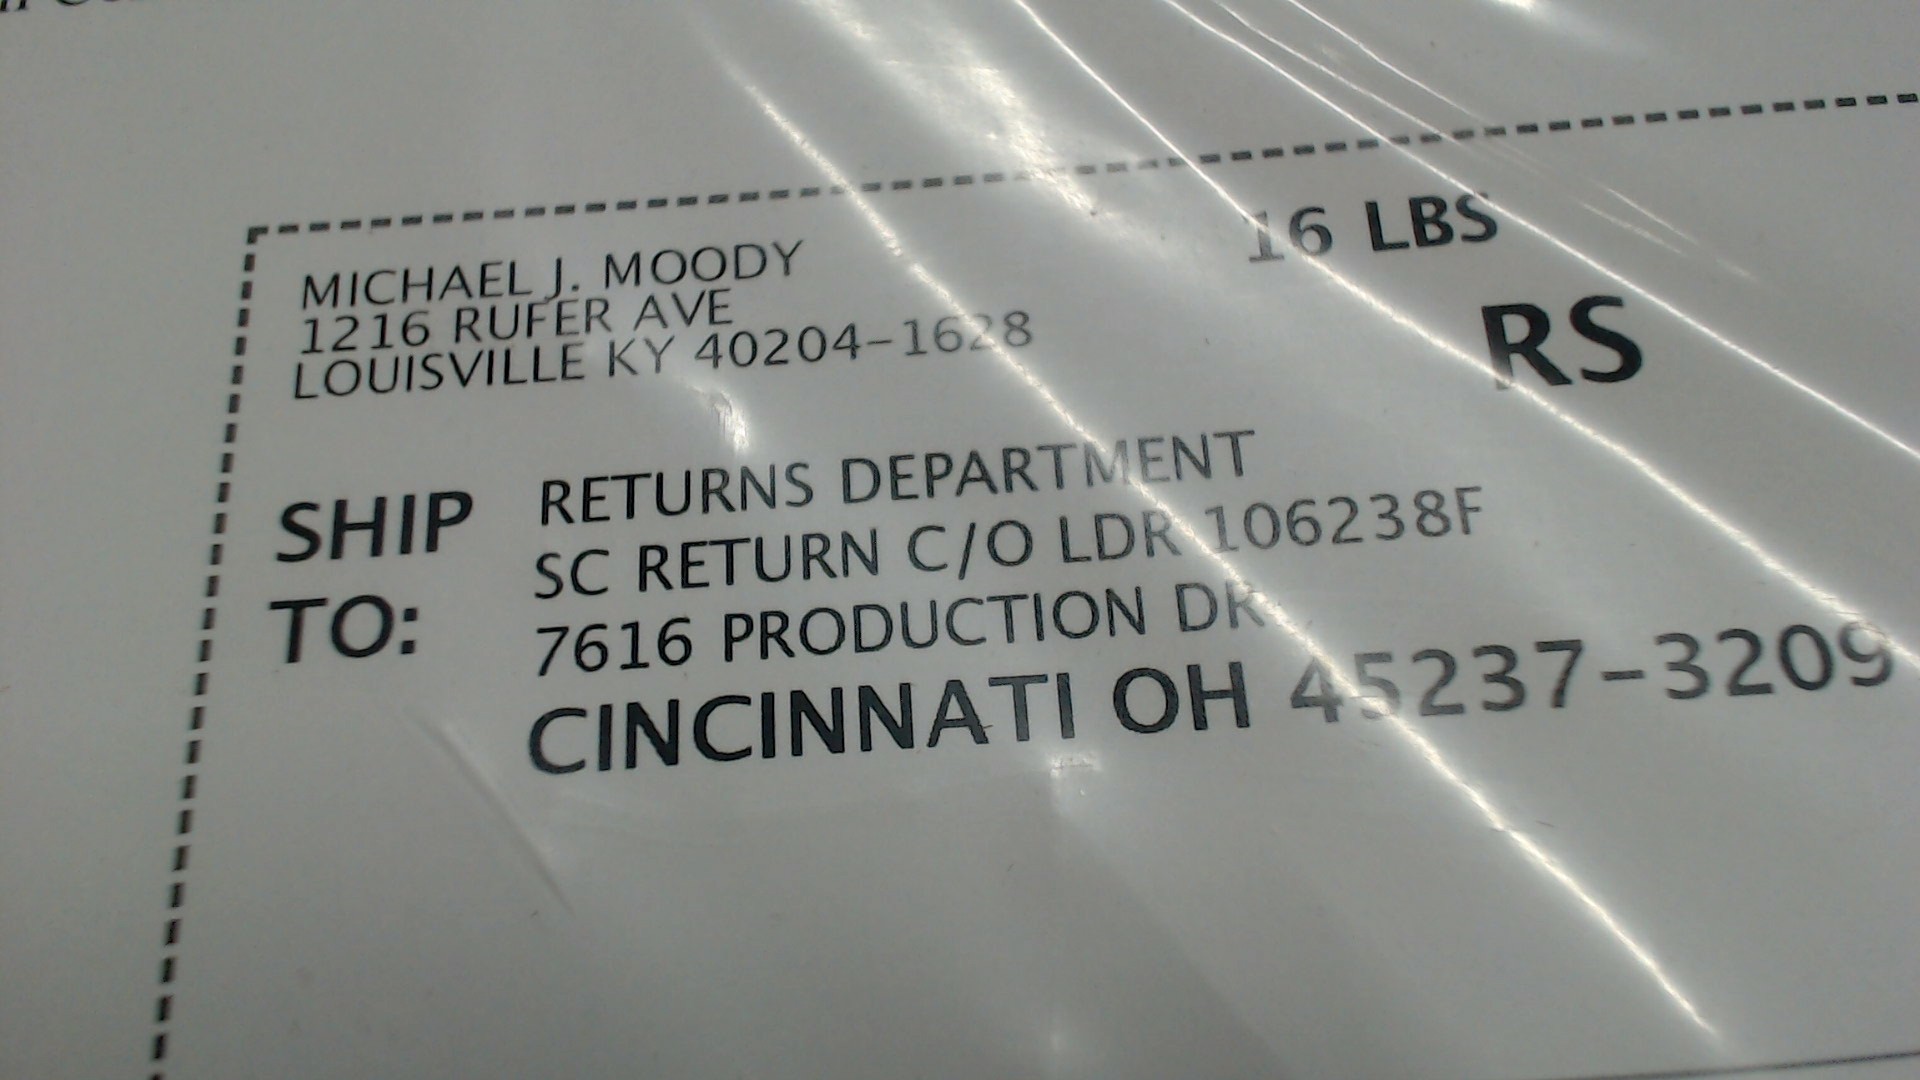 MICHAEL J. MOODY
1216 RUFER AVE
LOUISVILLE KY 40204-1628
16 LBS
RS
SHIP TO:
RETURNS DEPARTMENT
SC RETURN C/O LDR 106238F
7616 PRODUCTION DR
CINCINNATI OH 45237-3209